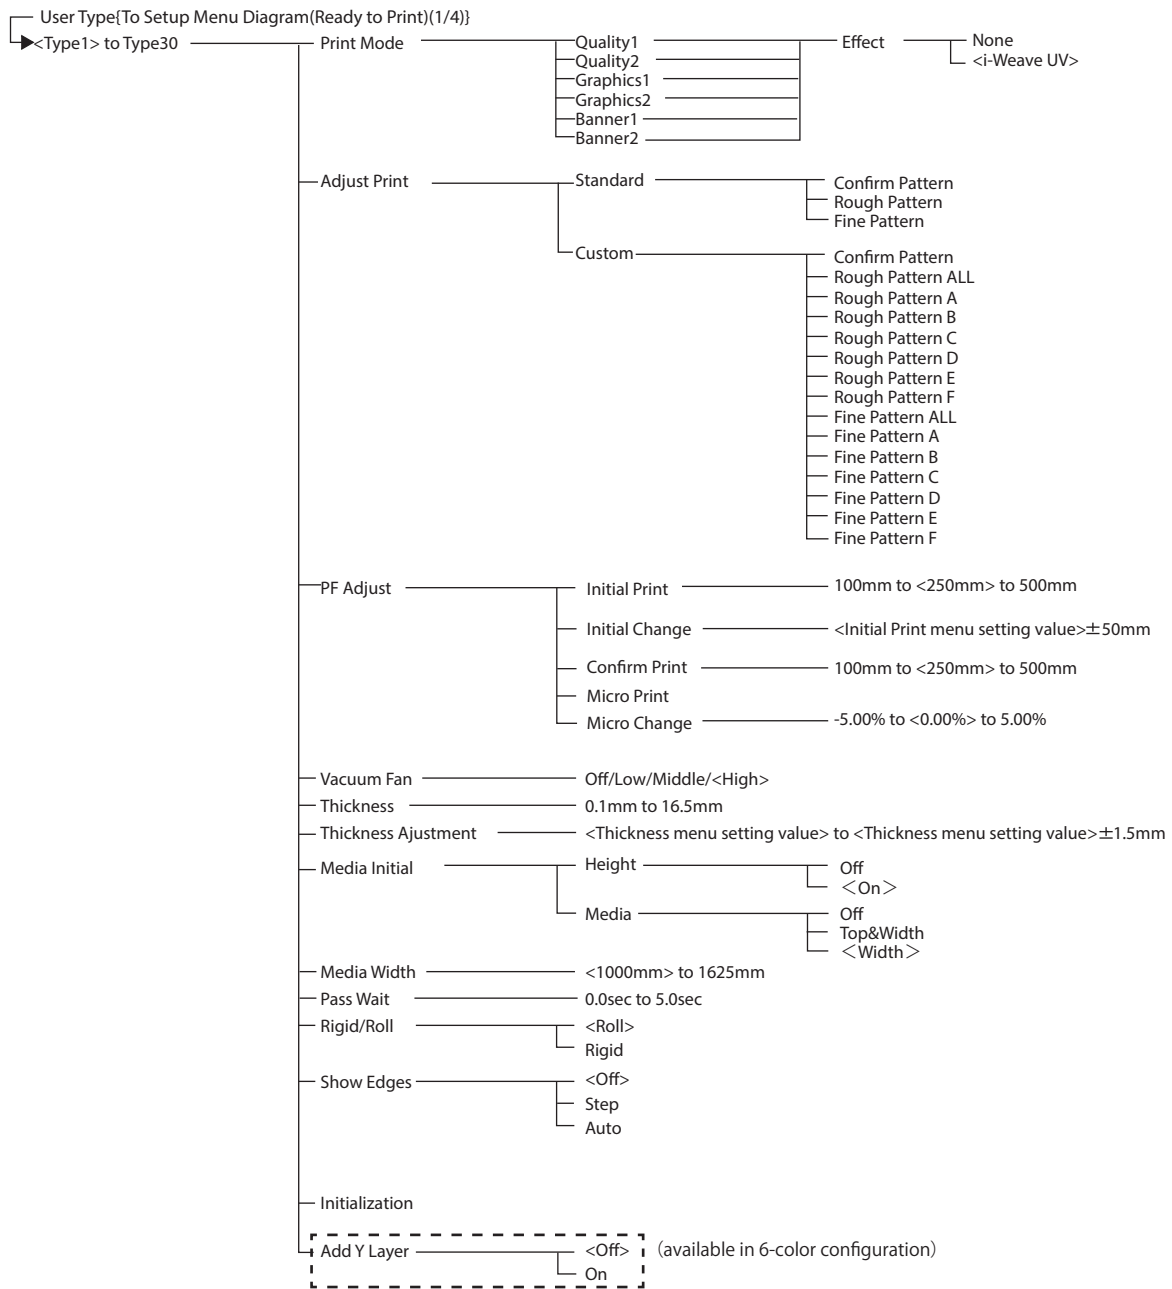 User Type{To Setup Menu Diagram(Ready to Print)(1/4)}
<Type1> to Type30
Print Mode
Quality1
Quality2
Graphics1
Graphics2
Banner1
Banner2
Effect
None
<i-Weave UV>
Adjust Print
Standard
Confirm Pattern
Rough Pattern
Fine Pattern
Custom
Confirm Pattern
Rough Pattern ALL
Rough Pattern A
Rough Pattern B
Rough Pattern C
Rough Pattern D
Rough Pattern E
Rough Pattern F
Fine Pattern ALL
Fine Pattern A
Fine Pattern B
Fine Pattern C
Fine Pattern D
Fine Pattern E
Fine Pattern F
PF Adjust
Initial Print
100mm to <250mm> to 500mm
Initial Change
<Initial Print menu setting value>±50mm
Confirm Print
100mm to <250mm> to 500mm
Micro Print
Micro Change
-5.00% to <0.00%> to 5.00%
Vacuum Fan
Off/Low/Middle/<High>
Thickness
0.1mm to 16.5mm
Thickness Ajustment
<Thickness menu setting value> to <Thickness menu setting value>±1.5mm
Media Initial
Height
Off
<On>
Media
Off
Top&Width
<Width>
Media Width
<1000mm> to 1625mm
Pass Wait
0.0sec to 5.0sec
Rigid/Roll
<Roll>
Rigid
Show Edges
<Off>
Step
Auto
Initialization
Add Y Layer
<Off>
On
(available in 6-color configuration)